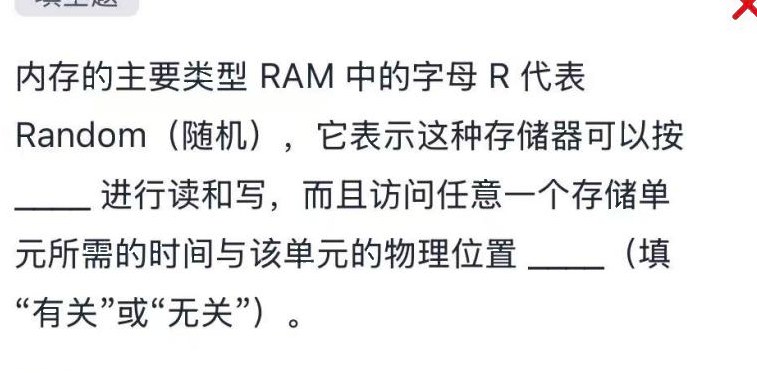 内存的主要类型 RAM 中的字母 R 代表
Random（随机），它表示这种存储器可以按
____ 进行读和写，而且访问任意一个存储单
元所需的时间与该单元的物理位置 ____（填
“有关”或“无关”）。